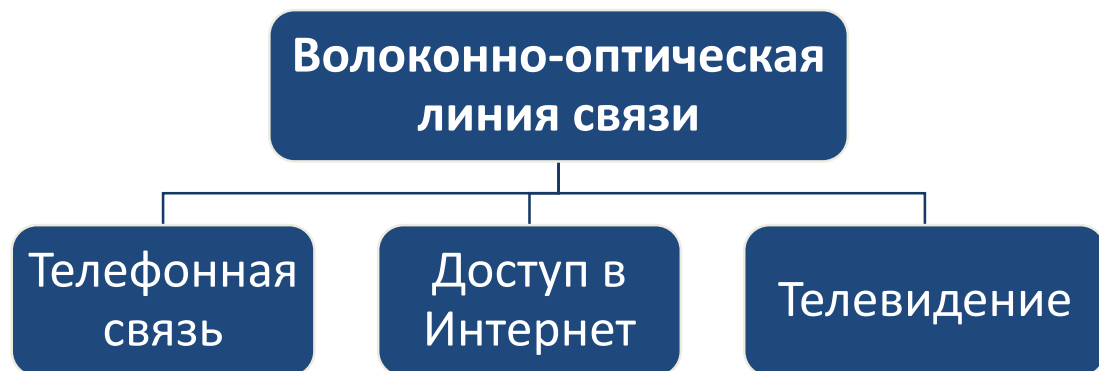 Волоконно-оптическая
линия связи
Телефонная
связь
Доступ в
Интернет
Телевидение